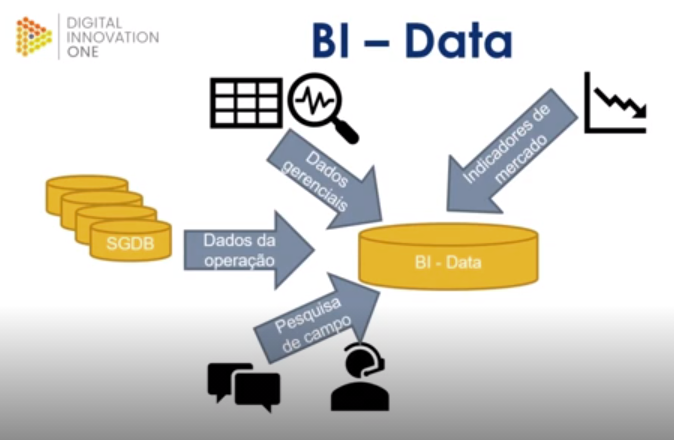 DIGITAL
INNOVATION
ONE
BI – Data
Dados
gerenciais
Indicadores de
mercado
SGDB
Dados da
operação
BI - Data
Pesquisa
de campo